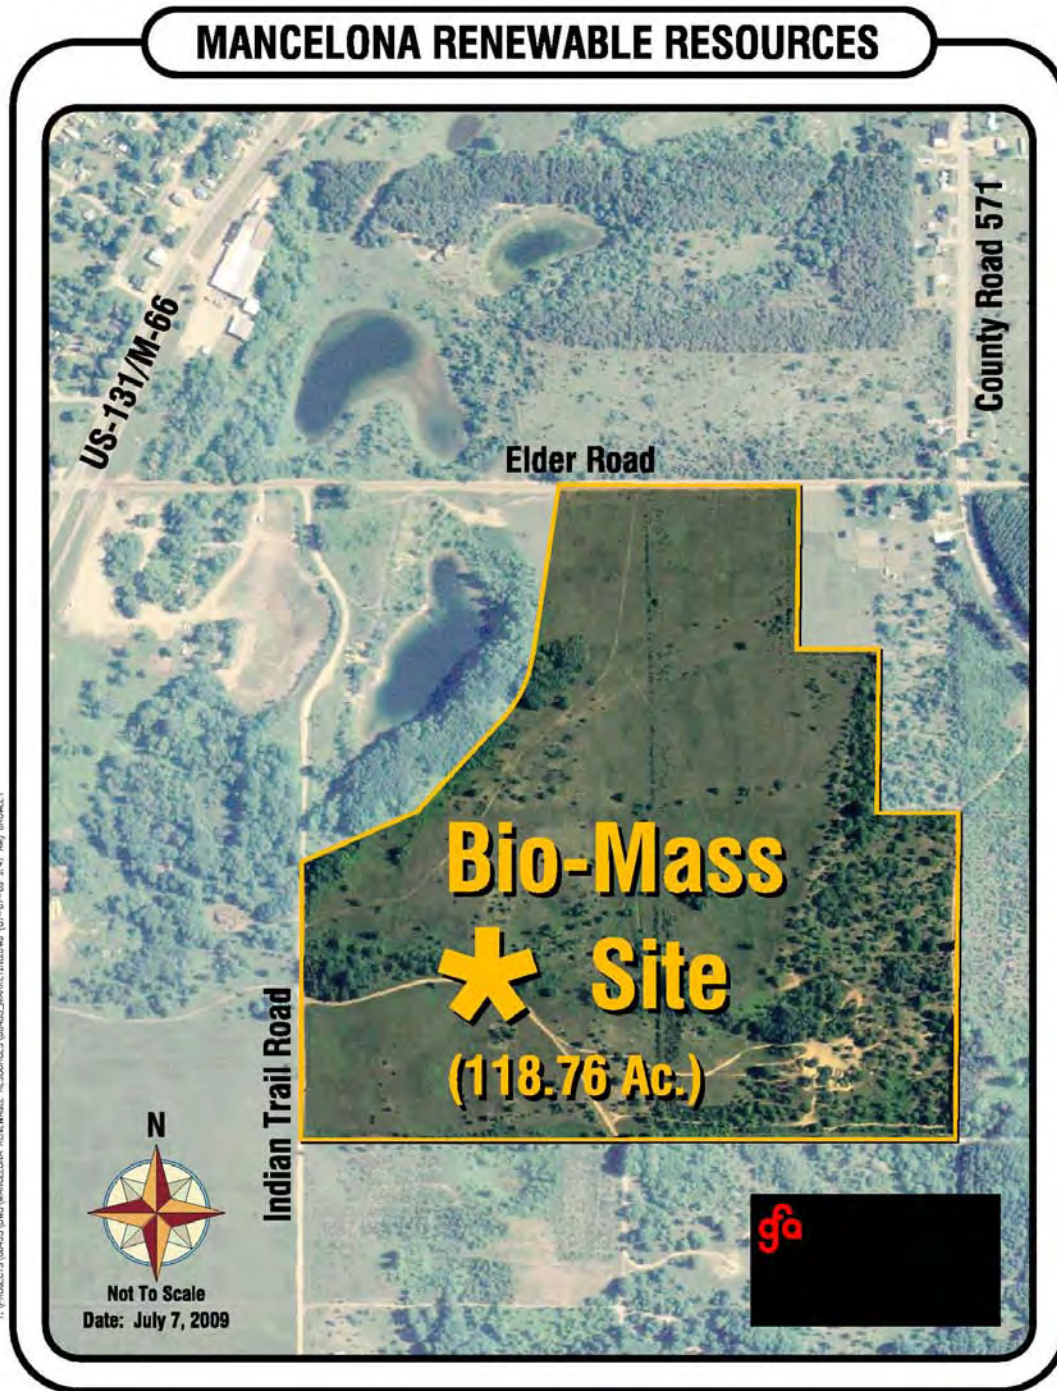 MANCELONA RENEWABLE RESOURCES
US-131/M-66
County Road 571
Elder Road
Bio-Mass
* Site
(118.76 Ac.)
Indian Trail Road
N
Not To Scale
Date: July 7, 2009
gfa